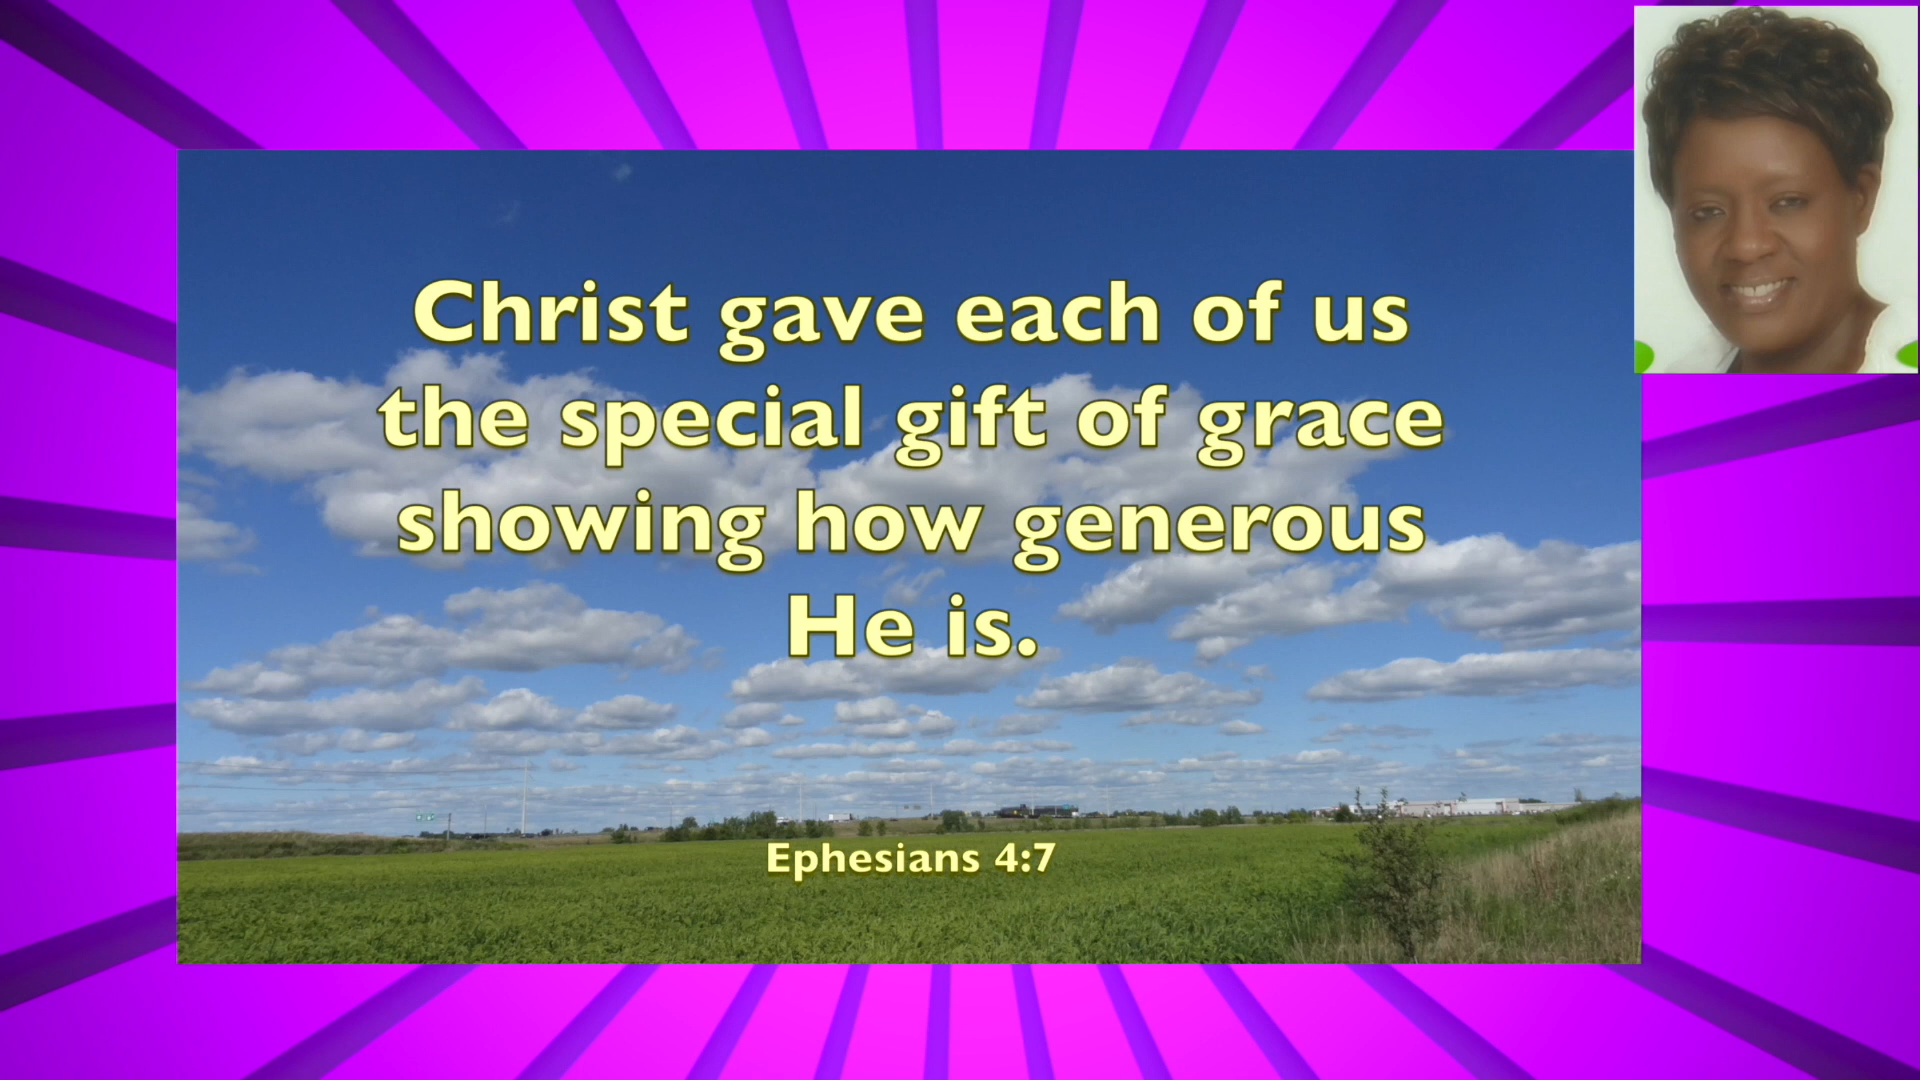 Christ gave each of us
the special gift of grace
showing how generous
He is.
Ephesians 4:7